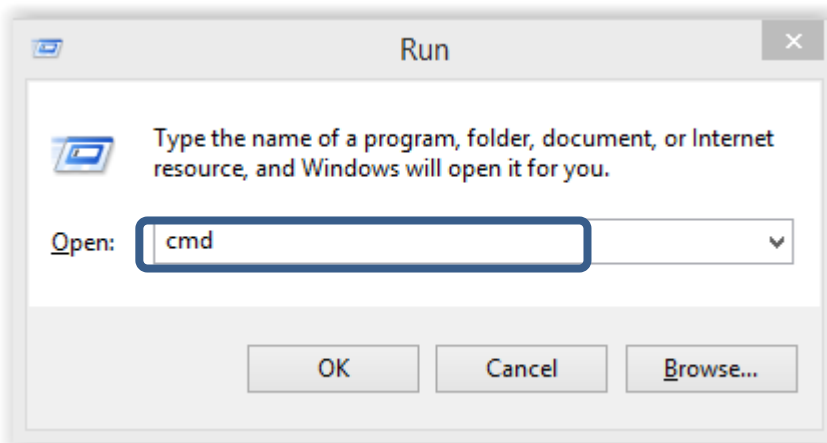 Run
Type the name of a program, folder, document, or Internet
resource, and Windows will open it for you.
Open: cmd
OK Cancel Browse...